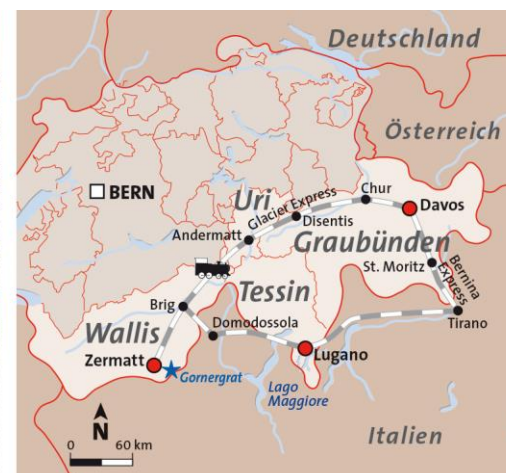 Deutschland
Österreich
BERN
Uri
Glacier Express
Chur
Davos
Andermatt
Disentis
Graubünden
St. Moritz
Bernina
Express
Tessin
Brig
Wallis
Domodossola
Tirano
Zermatt
Lugano
Gornergrat
Lago
Maggiore
Italien
N
0 60 km